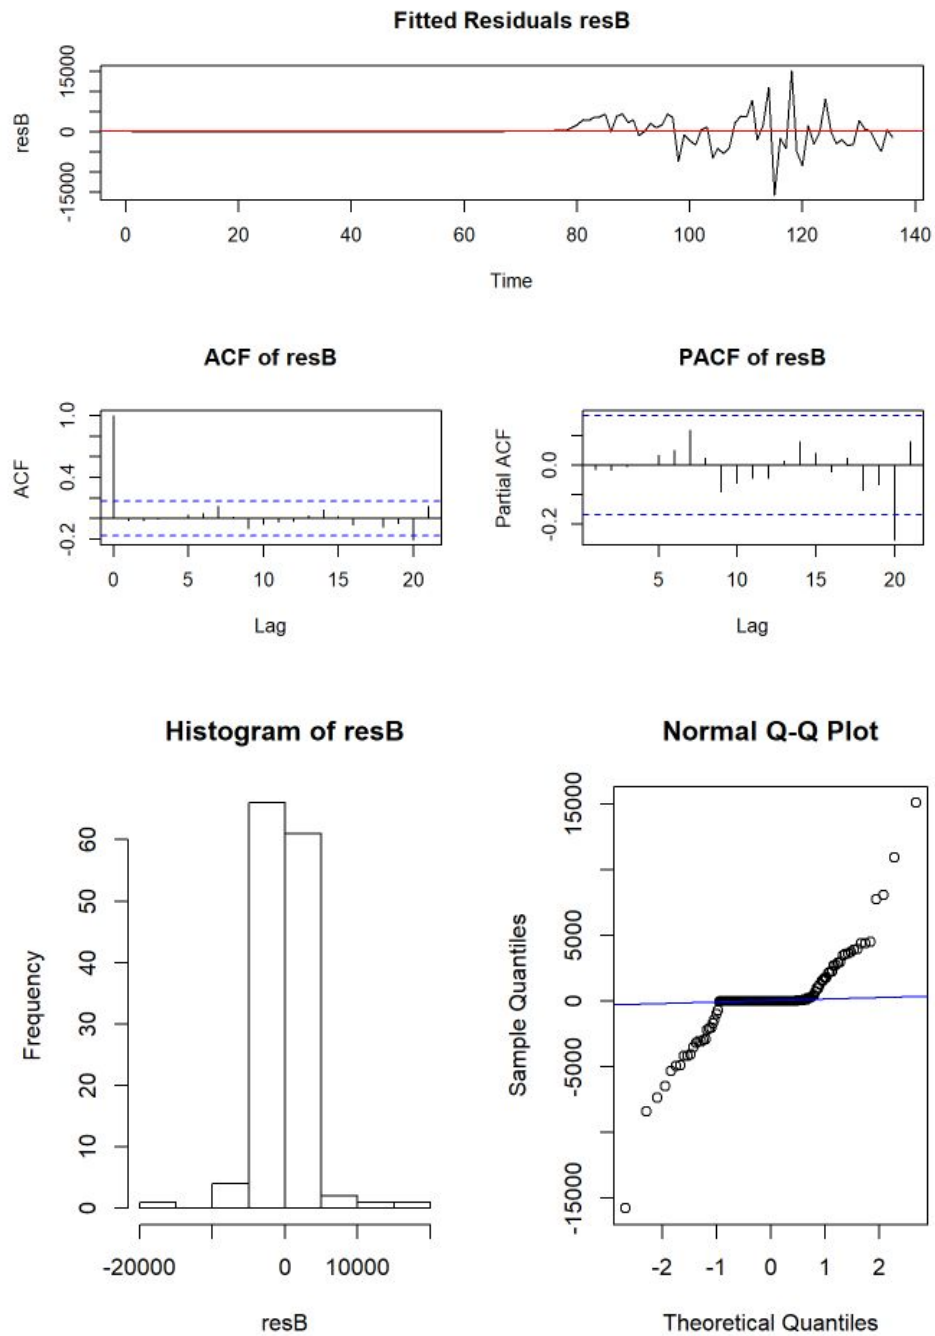 Fitted Residuals resB
resB
-15000 0 15000
0 20 40 60 80 100 120 140
Time
ACF of resB
ACF
-0.2 0.4 1.0
0 5 10 15 20
Lag
PACF of resB
Partial ACF
-0.2 0.0
5 10 15 20
Lag
Histogram of resB
Frequency
0 10 20 30 40 50 60
-20000 0 10000
resB
Normal Q-Q Plot
Sample Quantiles
-15000 -5000 0 5000 15000
-2 -1 0 1 2
Theoretical Quantiles